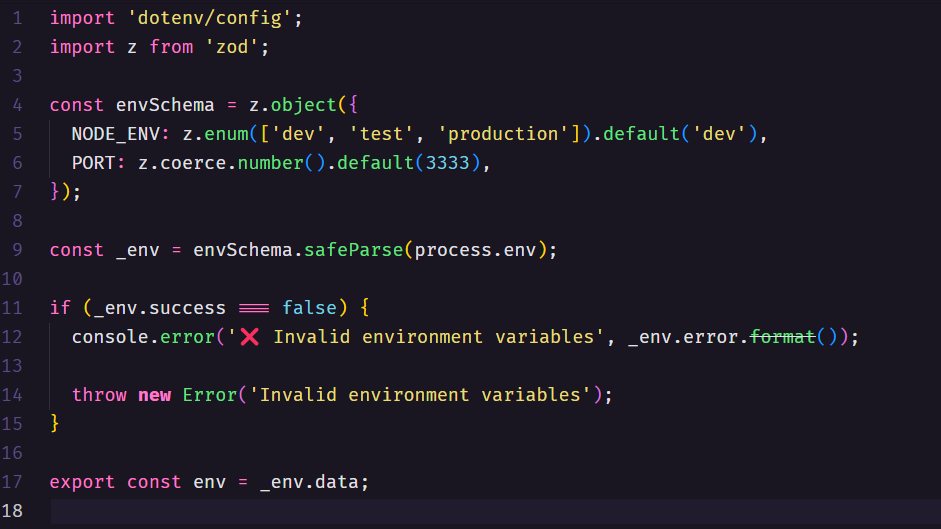 1 import 'dotenv/config';
2 import z from 'zod';
3
4 const envSchema = z.object({
5   NODE_ENV: z.enum(['dev', 'test', 'production']).default('dev'),
6   PORT: z.coerce.number().default(3333),
7 });
8
9 const _env = envSchema.safeParse(process.env);
10
11 if (_env.success === false) {
12   console.error('❌ Invalid environment variables', _env.error.format());
13
14   throw new Error('Invalid environment variables');
15 }
16
17 export const env = _env.data;
18